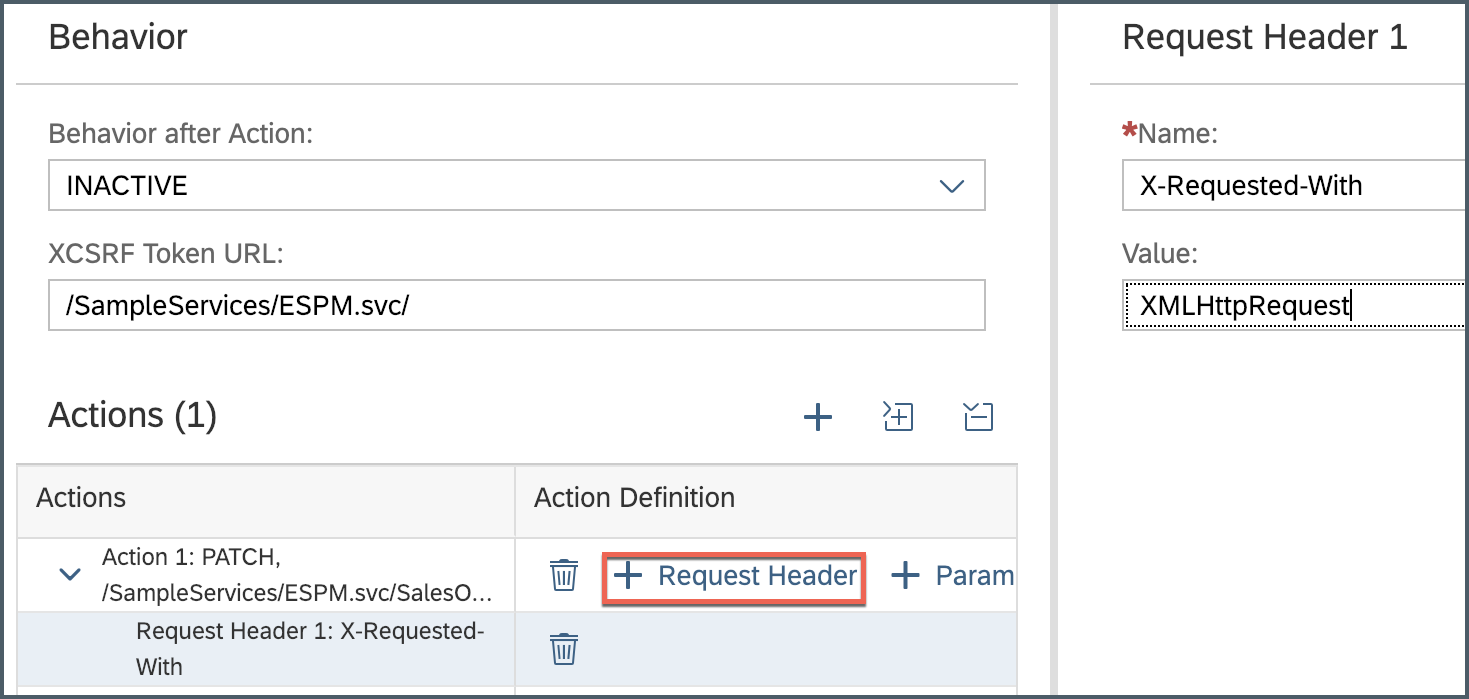 Behavior
Behavior after Action:
INACTIVE
XCSRF Token URL:
/SampleServices/ESPM.svc/
Actions (1)
Actions
Action Definition
Action 1: PATCH,
/SampleServices/ESPM.svc/SalesO...
Request Header
Param
Request Header 1: X-Requested-
With
Request Header 1
*Name:
X-Requested-With
Value:
XMLHttpRequest